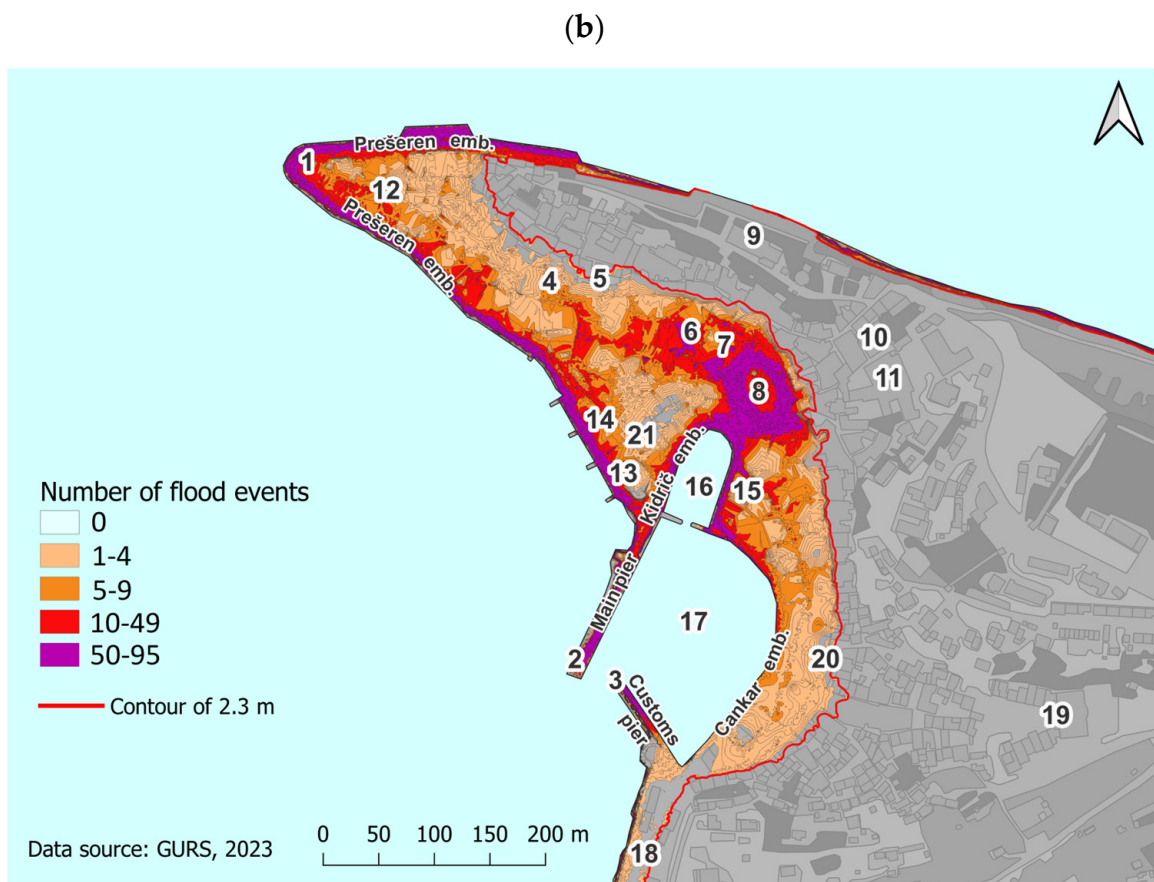 (b)
Prešeren emb.
1
12
Prešeren emb.
9
4
5
6
7
10
11
8
14
21
13
Kidrič emb.
16
15
Number of flood events
0
1-4
5-9
10-49
50-95
Contour of 2.3 m
Main pier
17
2
3
Customs
pier
Cankar emb.
20
19
18
0 50 100 150 200 m
Data source: GURS, 2023